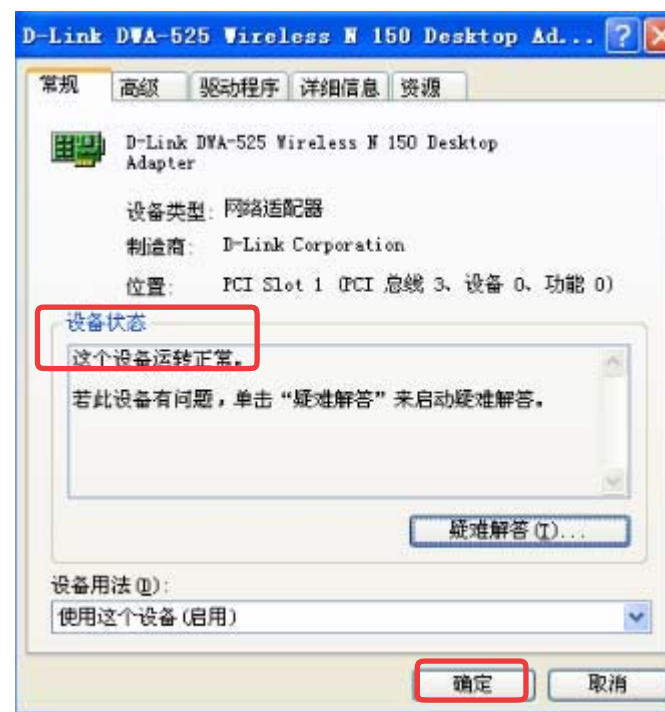 D-Link DWA-525 Wireless N 150 Desktop Ad...
常规 高级 驱动程序 详细信息 资源
D-Link DWA-525 Wireless N 150 Desktop
Adapter
设备类型: 网络适配器
制造商: D-Link Corporation
位置: PCI Slot 1 (PCI 总线 3、设备 0、功能 0)
设备状态
这个设备运转正常。
若此设备有问题，单击“疑难解答”来启动疑难解答。
疑难解答(T)...
设备用法(D):
使用这个设备(启用)
确定 取消